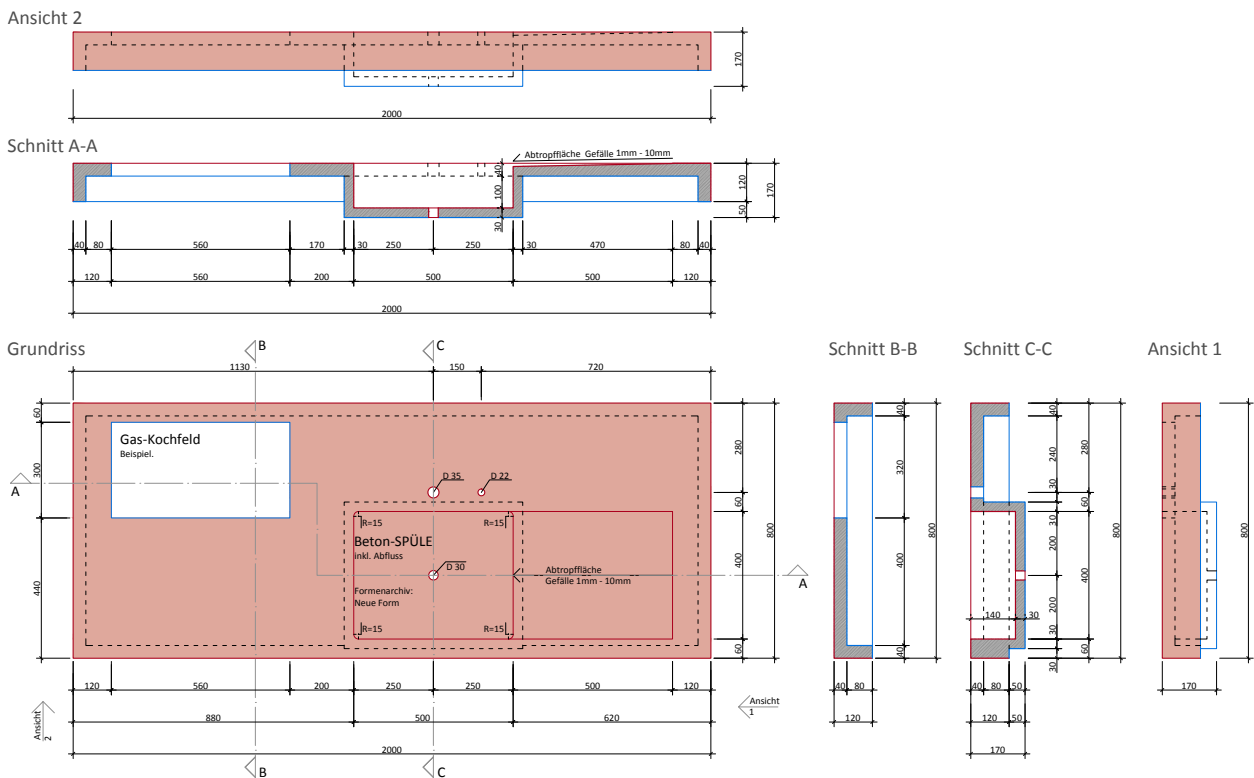 Ansicht 2
170
2000
Schnitt A-A
Abtropffläche Gefälle 1mm - 10mm
40
100
30
120
50
170
40 80 560 170 30 250 250 30 470 80 40
120 560 200 500 500 120
2000
Grundriss
B
C
1130 150 720
60
300
440
A
Gas-Kochfeld
Beispiel.
D 35
D 22
R=15
R=15
Beton-SPÜLE
inkl. Abfluss
D 30
Abtropffläche
Gefälle 1mm - 10mm
Formenarchiv:
Neue Form
R=15
R=15
A
280
60
400
60
800
120 560 200 250 250 500 120
880 500 620
2000
Ansicht
2
Ansicht
1
B
C
Schnitt B-B
40
320
400
40
800
40 80
120
Schnitt C-C
40
240
30
30
200
200
30
30
280
60
400
60
800
140 30
40 80 50
120 50
170
Ansicht 1
800
170